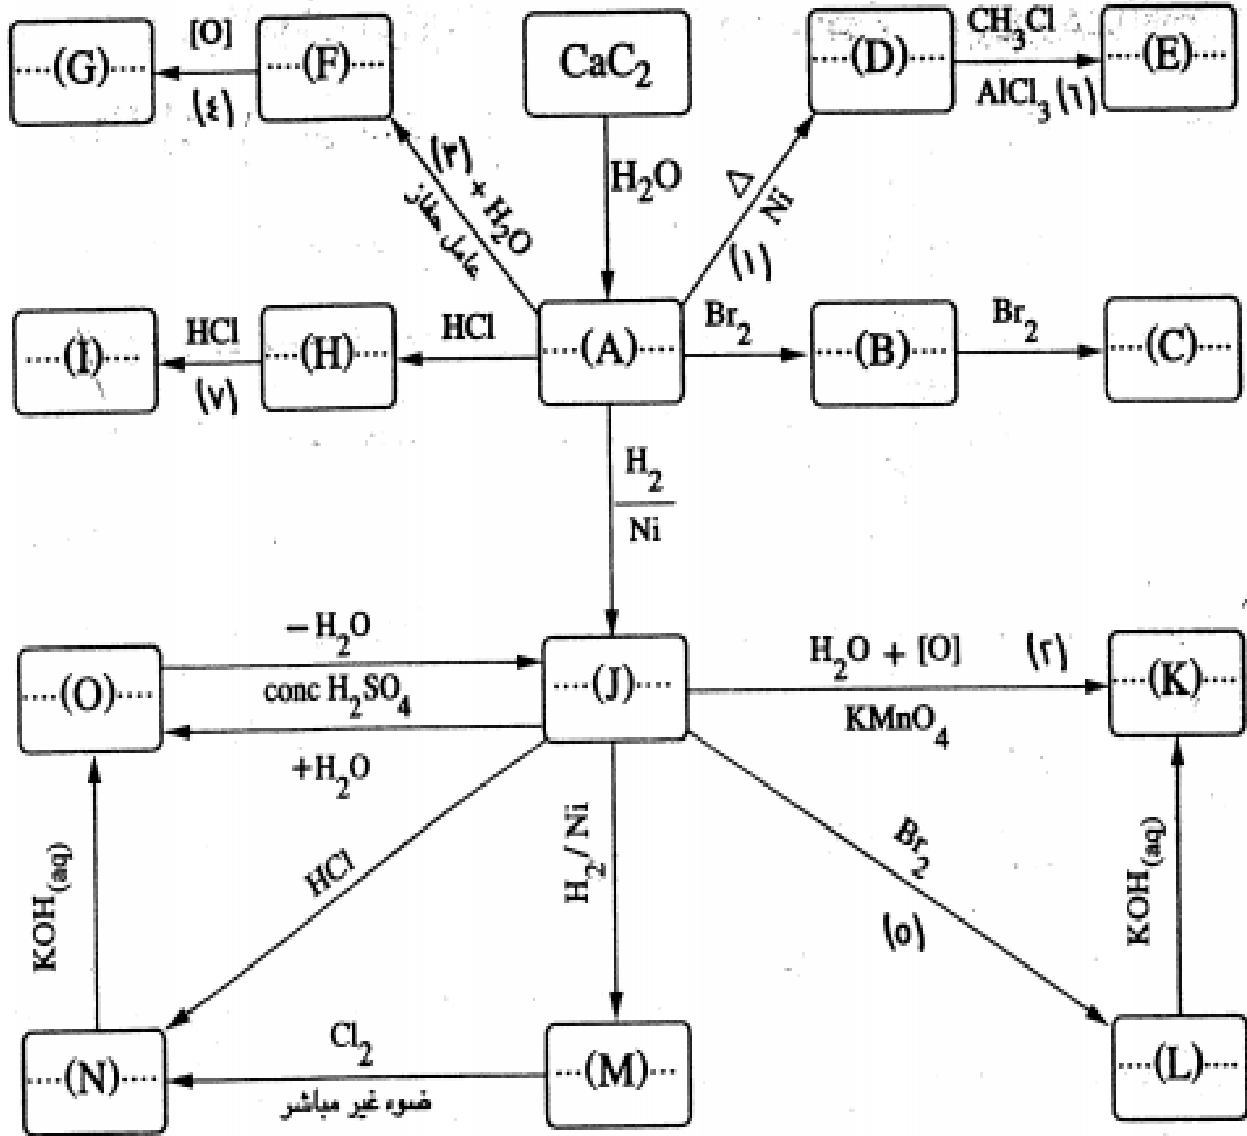 [O]
CH₃Cl
....(G)....
....(F)....
CaC₂
....(D)....
....(E)....
(٤)
AlCl₃ (٦)
(٣) + H₂O
عامل حفاز
H₂O
△
Ni
(١)
HCl
HCl
Br₂
Br₂
....(I)....
....(H)....
....(A)....
....(B)....
....(C)....
(٧)
H₂
Ni
– H₂O
H₂O + [O] (٢)
....(O)....
conc H₂SO₄
....(J)....
KMnO₄
....(K)....
+H₂O
KOH(aq)
HCl
H₂/ Ni
Br₂
(٥)
KOH(aq)
Cl₂
....(N)....
ضوء غير مباشر
...(M)....
....(L)....